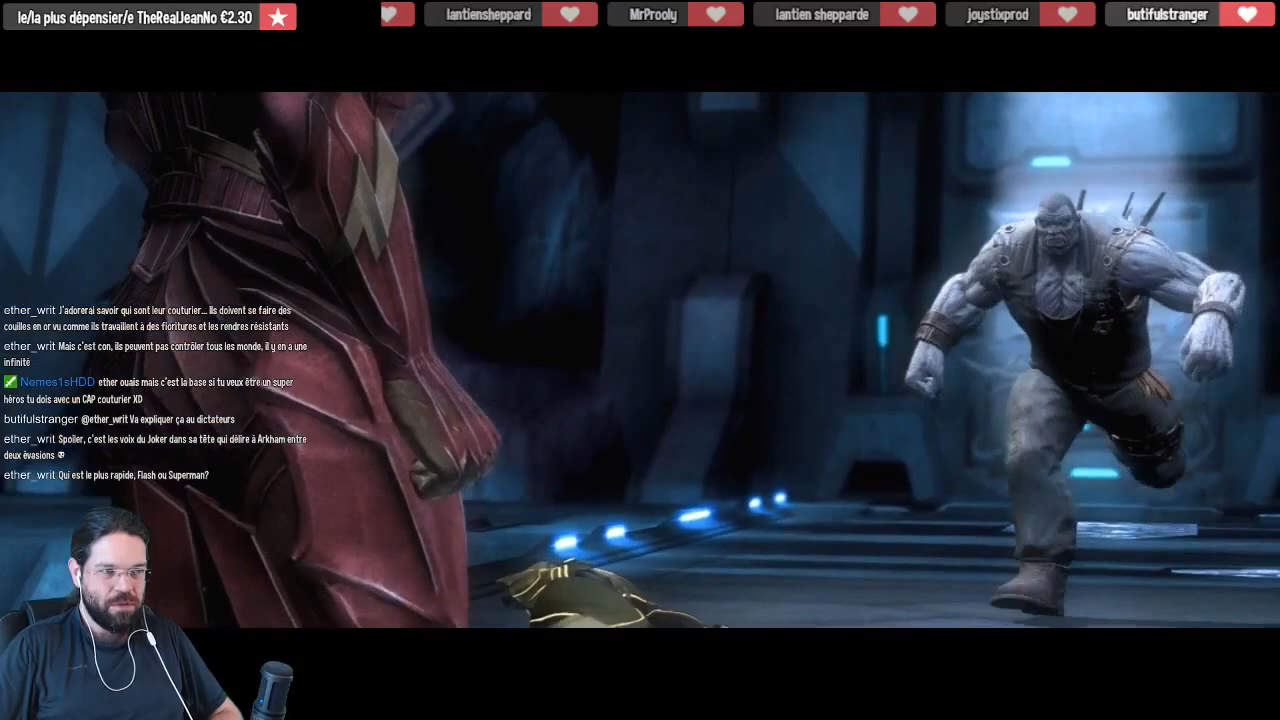 le/la plus dépensier/e TheRealJeanNo €2.30
lantiensheppard
MrProoly
lantien shepparde
joystixprod
butifulstranger
ether_writ J'adorerai savoir qui sont leur couturier... Ils doivent se faire des
couilles en or vu comme ils travaillent à des fioritures et les rendres résistants
ether_writ Mais c'est con, ils peuvent pas contrôler tous les monde, il y en a une
infinité
Nemes1sHDD ether ouais mais c'est la base si tu veux être un super
héros tu dois avec un CAP couturier XD
butifulstranger @ether_writ Va expliquer ça au dictateurs
ether_writ Spoiler, c'est les voix du Joker dans sa tête qui délire à Arkham entre
deux évasions
ether_writ Qui est le plus rapide, Flash ou Superman?